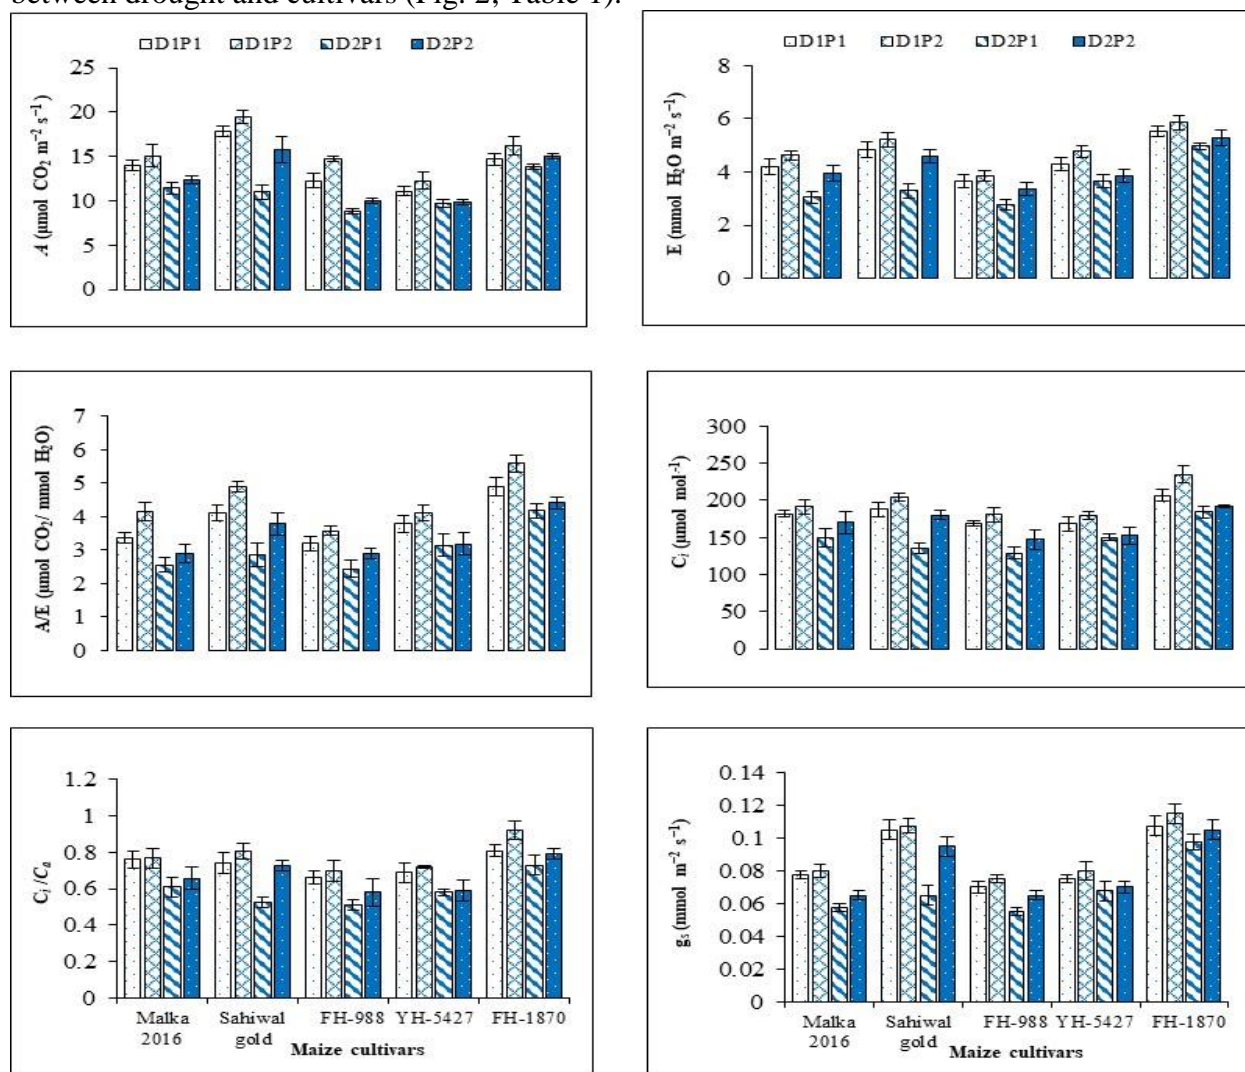 between drought and cultivars (Fig. 2; Table 1).
D1P1 D1P2 D2P1 D2P2
A (µmol CO₂ m⁻² s⁻¹)
25
20
15
10
5
0
D1P1 D1P2 D2P1 D2P2
E (mmol H₂O m⁻² s⁻¹)
8
6
4
2
0
A/E (µmol CO₂/ mmol H₂O)
7
6
5
4
3
2
1
0
Cᵢ (µmol mol⁻¹)
300
250
200
150
100
50
0
Cᵢ /Cₐ
1.2
1
0.8
0.6
0.4
0.2
0
Malka 2016
Sahiwal gold
FH-988
YH-5427
FH-1870
Maize cultivars
gₛ (mmol m⁻² s⁻¹)
0.14
0.12
0.1
0.08
0.06
0.04
0.02
0
Malka 2016
Sahiwal gold
FH-988
YH-5427
FH-1870
Maize cultivars